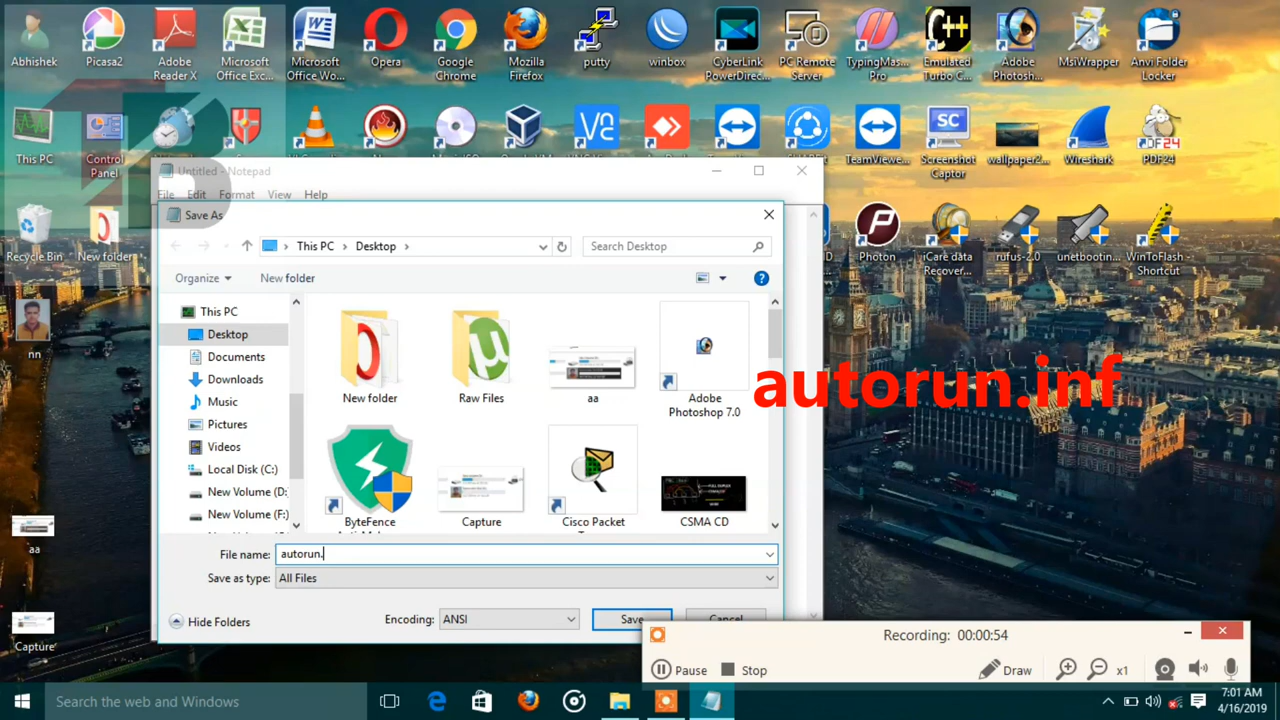 Abhishek
Picasa2
Adobe
Reader X
Microsoft
Office Exc...
Microsoft
Office Wo...
Opera
Google
Chrome
Mozilla
Firefox
putty
winbox
CyberLink
PowerDirec...
PC Remote
Server
TypingMas...
Pro
Emulated
Turbo C...
Adobe
Photosh...
MsiWrapper
Anvi Folder
Locker
This PC
Control
Panel
TeamViewe...
SC
Screenshot
Captor
wallpaper2...
Wireshark
PDF24
Recycle Bin
New folder
Photon
iCare data
Recover...
rufus-2.0
unetbootin...
WinToFlash -
Shortcut
nn
aa
Capture
Untitled - Notepad
File Edit Format View Help
Save As
This PC
Desktop
Search Desktop
Organize
New folder
This PC
Desktop
Documents
Downloads
Music
Pictures
Videos
Local Disk (C:)
New Volume (D:
New Volume (F:)
New folder
Raw Files
aa
Adobe
Photoshop 7.0
ByteFence
Capture
Cisco Packet
CSMA CD
File name: autorun.
Save as type: All Files
Hide Folders
Encoding: ANSI
Save
Cancel
autorun.inf
Recording: 00:00:54
Pause
Stop
Draw
x1
Search the web and Windows
7:01 AM
4/16/2019